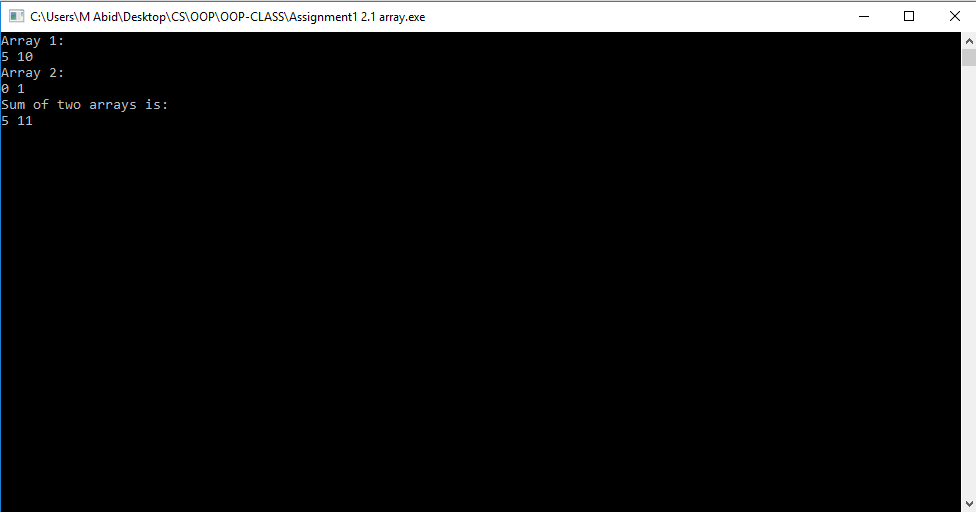 C:\Users\M Abid\Desktop\CS\OOP\OOP-CLASS\Assignment1 2.1 array.exe
Array 1:
5 10
Array 2:
0 1
Sum of two arrays is:
5 11